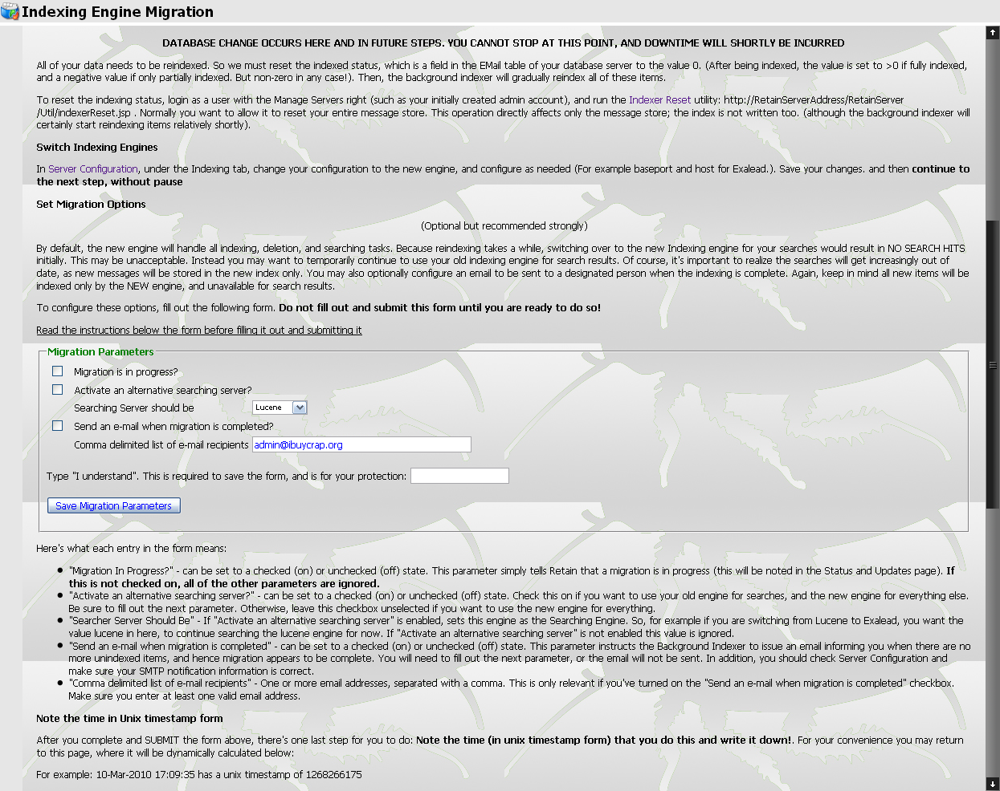 Indexing Engine Migration
DATABASE CHANGE OCCURS HERE AND IN FUTURE STEPS. YOU CANNOT STOP AT THIS POINT, AND DOWNTIME WILL SHORTLY BE INCURRED
All of your data needs to be reindexed. So we must reset the indexed status, which is a field in the EMail table of your database server to the value 0. (After being indexed, the value is set to >0 if fully indexed,
and a negative value if only partially indexed. But non-zero in any case!). Then, the background indexer will gradually reindex all of these items.
To reset the indexing status, login as a user with the Manage Servers right (such as your initially created admin account), and run the Indexer Reset utility: http://RetainServerAddress/RetainServer
/Util/indexerReset.jsp . Normally you want to allow it to reset your entire message store. This operation directly affects only the message store; the index is not written too. (although the background indexer will
certainly start reindexing items relatively shortly).
Switch Indexing Engines
In Server Configuration, under the Indexing tab, change your configuration to the new engine, and configure as needed (For example baseport and host for Exalead.). Save your changes. and then continue to
the next step, without pause
Set Migration Options
(Optional but recommended strongly)
By default, the new engine will handle all indexing, deletion, and searching tasks. Because reindexing takes a while, switching over to the new Indexing engine for your searches would result in NO SEARCH HITS
initially. This may be unacceptable. Instead you may want to temporarily continue to use your old indexing engine for search results. Of course, it's important to realize the searches will get increasingly out of
date, as new messages will be stored in the new index only. You may also optionally configure an email to be sent to a designated person when the indexing is complete. Again, keep in mind all new items will be
indexed only by the NEW engine, and unavailable for search results.
To configure these options, fill out the following form. Do not fill out and submit this form until you are ready to do so!
Read the instructions below the form before filling it out and submitting it
Migration Parameters
Migration is in progress?
Activate an alternative searching server?
Searching Server should be Lucene
Send an e-mail when migration is completed?
Comma delimited list of e-mail recipients admin@ibuycrap.org
Type "I understand". This is required to save the form, and is for your protection:
Save Migration Parameters
Here's what each entry in the form means:
"Migration In Progress?" - can be set to a checked (on) or unchecked (off) state. This parameter simply tells Retain that a migration is in progress (this will be noted in the Status and Updates page). If
this is not checked on, all of the other parameters are ignored.
"Activate an alternative searching server?" - can be set to a checked (on) or unchecked (off) state. Check this on if you want to use your old engine for searches, and the new engine for everything else.
Be sure to fill out the next parameter. Otherwise, leave this checkbox unselected if you want to use the new engine for everything.
"Searcher Server Should Be" - If "Activate an alternative searching server" is enabled, sets this engine as the Searching Engine. So, for example if you are switching from Lucene to Exalead, you want the
value lucene in here, to continue searching the lucene engine for now. If "Activate an alternative searching server" is not enabled this value is ignored.
"Send an e-mail when migration is completed" - can be set to a checked (on) or unchecked (off) state. This parameter instructs the Background Indexer to issue an email informing you when there are no
more unindexed items, and hence migration appears to be complete. You will need to fill out the next parameter, or the email will not be sent. In addition, you should check Server Configuration and
make sure your SMTP notification information is correct.
"Comma delimited list of e-mail recipients" - One or more email addresses, separated with a comma. This is only relevant if you've turned on the "Send an e-mail when migration is completed" checkbox.
Make sure you enter at least one valid email address.
Note the time in Unix timestamp form
After you complete and SUBMIT the form above, there's one last step for you to do: Note the time (in unix timestamp form) that you do this and write it down!. For your convenience you may return
to this page, where it will be dynamically calculated below:
For example: 10-Mar-2010 17:09:35 has a unix timestamp of 1268266175